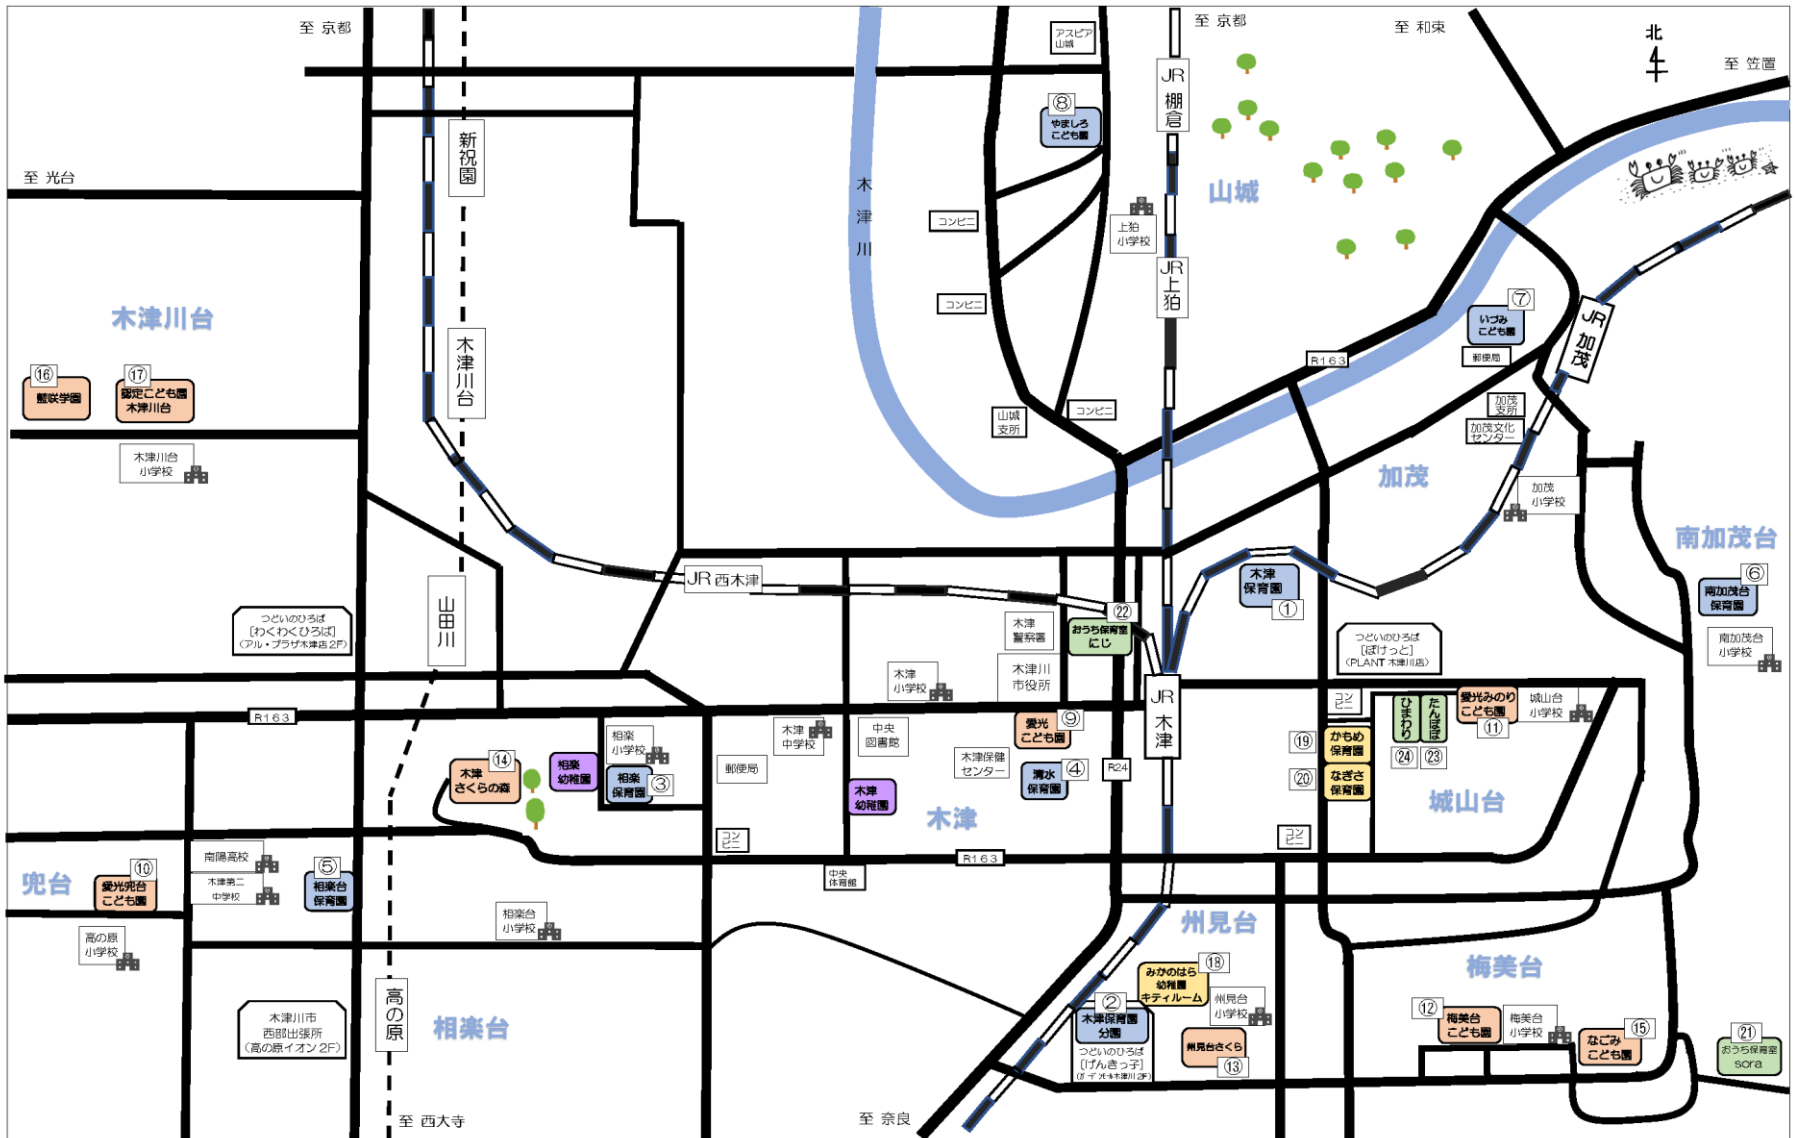 至 京都
至 京都
至 和束
北
至 笠置
アスピア
山城
JR 棚倉
⑧
やましろ
こども園
新祝園
至 光台
木津川
山城
上狛
小学校
コンビニ
JR 上狛
コンビニ
⑦
いづみ
こども園
郵便局
JR 加茂
木津川台
木津川台
R163
⑯
藍咲学園
⑰
認定こども園
木津川台
山城
支所
コンビニ
加茂
支所
加茂文化
センター
木津川台
小学校
加茂
加茂
小学校
南加茂台
JR 西木津
木津
保育園
①
⑥
南加茂台
保育園
山田川
つどいのひろば
[わくわくひろば]
(アル・プラザ木津店 2F)
木津
警察署
㉒
おうち保育室
にじ
つどいのひろば
[ぽけっと]
(PLANT 木津川店)
南加茂台
小学校
木津
小学校
木津川
市役所
JR 木津
コンビニ
ひまわり
㉔
たんぽぽ
㉓
愛光みのり
こども園
⑪
城山台
小学校
R163
相楽
小学校
木津
中学校
中央
図書館
愛光
こども園
⑨
⑲
かもめ
保育園
木津
さくらの森
⑭
相楽
幼稚園
相楽
保育園
③
郵便局
木津保健
センター
清水
保育園
④
R24
⑳
なぎさ
保育園
木津
幼稚園
木津
城山台
コンビニ
コンビニ
R163
中央
体育館
兜台
⑩
愛光兜台
こども園
南陽高校
木津第二
中学校
⑤
相楽台
保育園
相楽台
小学校
高の原
小学校
州見台
梅美台
みかのはら
幼稚園
キティルーム
⑱
州見台
小学校
高の原
木津川市
西部出張所
(高の原イオン 2F)
相楽台
②
木津保育園
分園
つどいのひろば
[げんきっ子]
(ガーデンモール木津川 2F)
州見台さくら
⑬
⑫
梅美台
こども園
梅美台
小学校
なごみ
こども園
⑮
㉑
おうち保育室
sora
至 西大寺
至 奈良